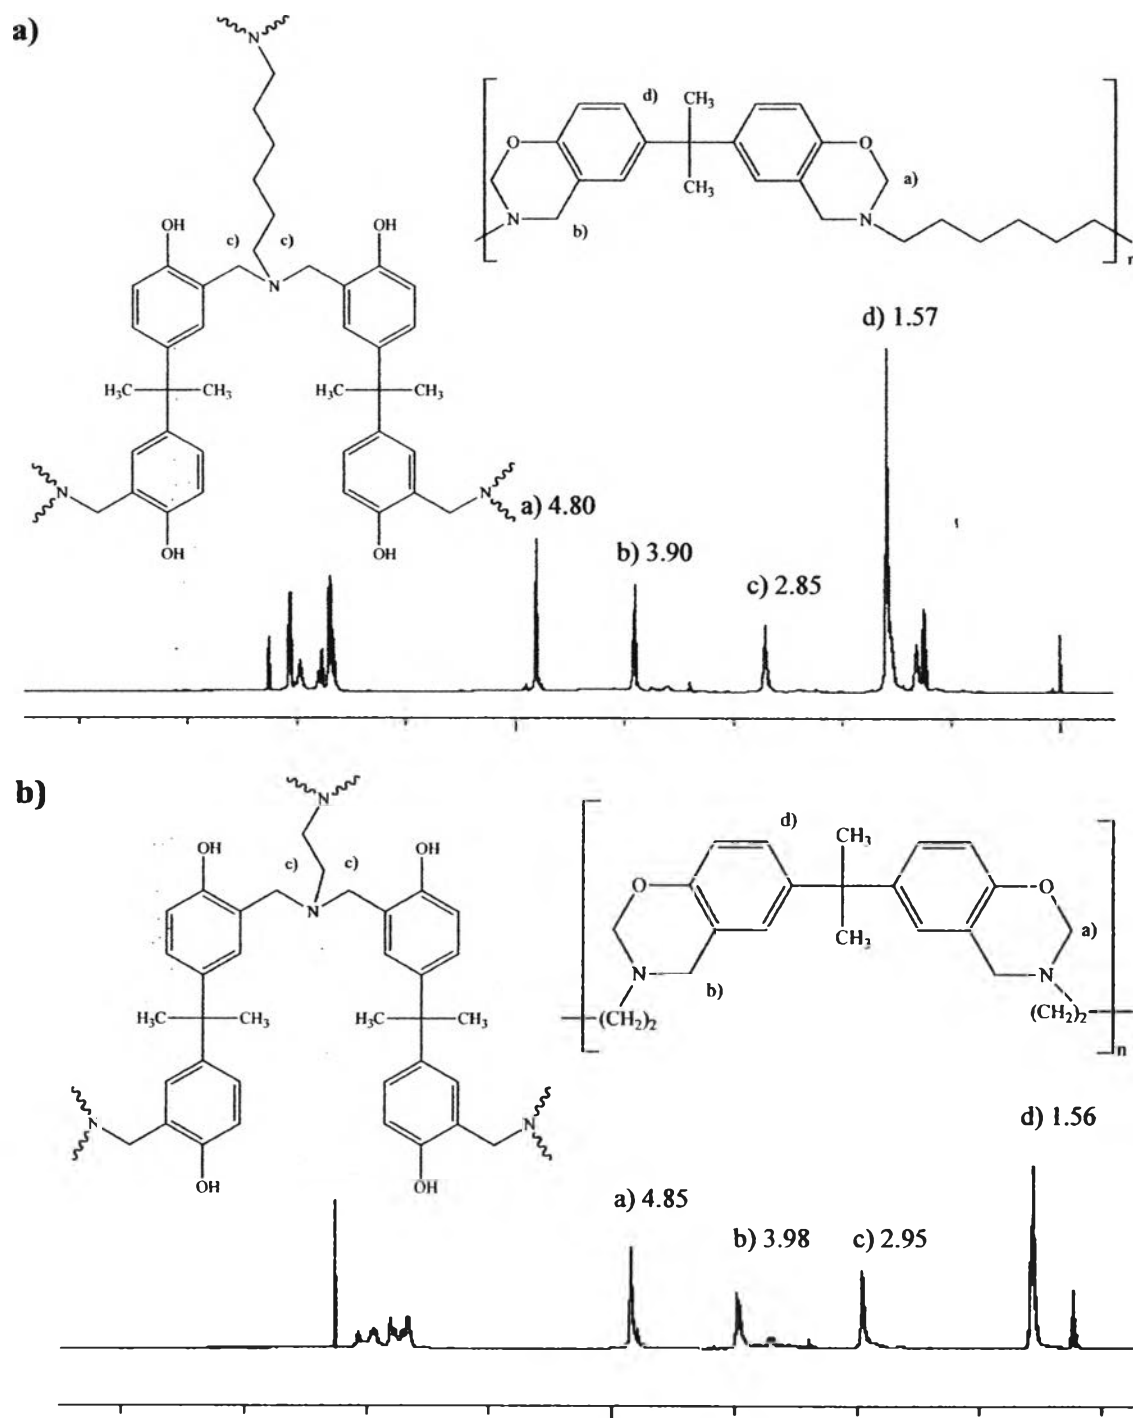 a)
N
d)
CH₃
O
O
a)
CH₃
OH
OH
c)
c)
N
N
b)
N
n
d) 1.57
H₃C
CH₃
H₃C
CH₃
N
N
a) 4.80
OH
OH
b) 3.90
c) 2.85
b)
N
d)
CH₃
OH
OH
c)
c)
O
O
N
CH₃
a)
N
N
b)
H₃C
CH₃
H₃C
CH₃
(CH₂)₂
(CH₂)₂
n
N
N
d) 1.56
OH
OH
a) 4.85
b) 3.98
c) 2.95